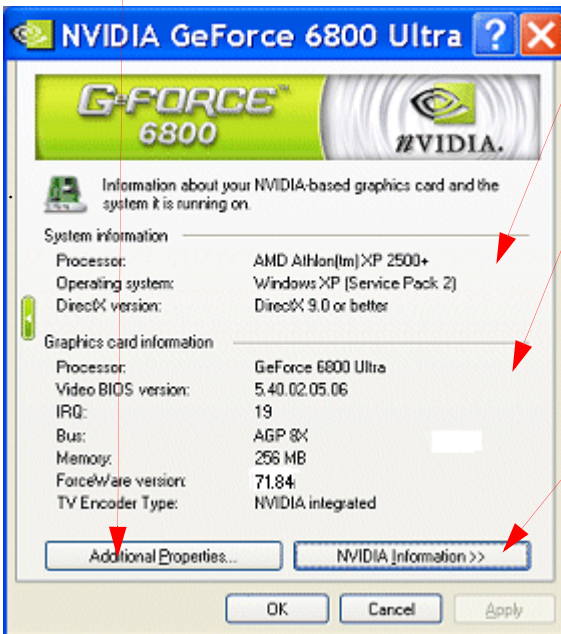 NVIDIA GeForce 6800 Ultra ? X
G-FORCE™
6800
nVIDIA.
Information about your NVIDIA-based graphics card and the
system it is running on.
System information
Processor: AMD Athlon(tm) XP 2500+
Operating system: Windows XP (Service Pack 2)
DirectX version: DirectX 9.0 or better
Graphics card information
Processor: GeForce 6800 Ultra
Video BIOS version: 5.40.02.05.06
IRQ: 19
Bus: AGP 8X
Memory: 256 MB
ForceWare version: 71.84
TV Encoder Type: NVIDIA integrated
Additional Properties... NVIDIA Information >>
OK Cancel Apply